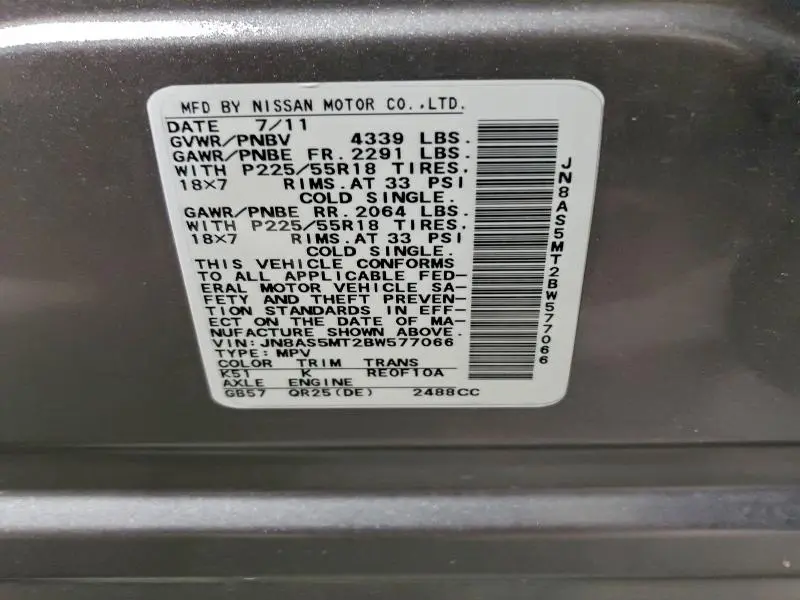 MFD BY NISSAN MOTOR CO.,LTD.
DATE 7/11
GVWR/PNBV 4339 LBS.
GAWR/PNBE FR.2291 LBS.
WITH P225/55R18 TIRES.
18×7 RIMS.AT 33 PSI
COLD SINGLE.
GAWR/PNBE RR.2064 LBS.
WITH P225/55R18 TIRES.
18×7 RIMS.AT 33 PSI
COLD SINGLE.
THIS VEHICLE CONFORMS
TO ALL APPLICABLE FED-
ERAL MOTOR VEHICLE SA-
FETY AND THEFT PREVEN-
TION STANDARDS IN EFF-
ECT ON THE DATE OF MA-
NUFACTURE SHOWN ABOVE.
VIN:JN8AS5MT2BW577066
TYPE:MPV
COLOR TRIM TRANS
K51 K RE0F10A
AXLE ENGINE
GB57 QR25(DE) 2488CC
JN8AS5MT2BW577066